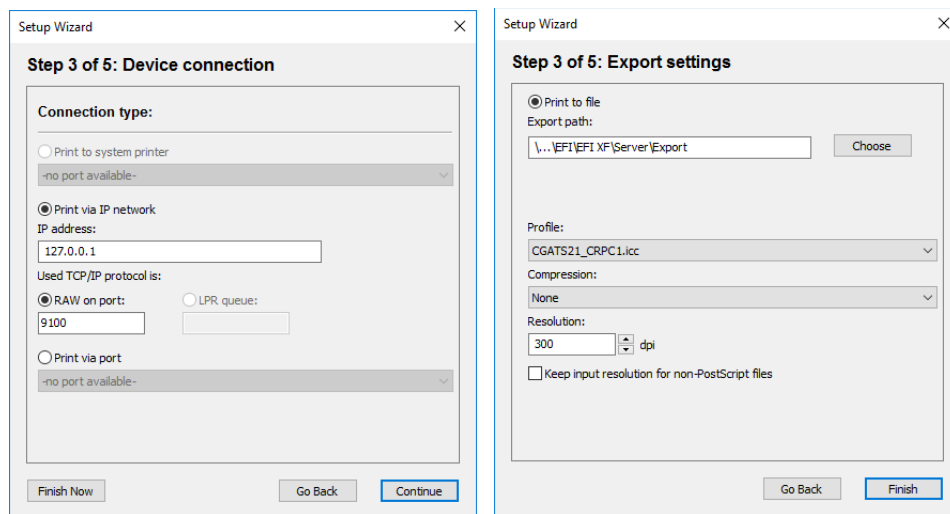 Setup Wizard
Step 3 of 5: Device connection
Connection type:
Print to system printer
-no port available-
Print via IP network
IP address:
127.0.0.1
Used TCP/IP protocol is:
RAW on port:
LPR queue:
9100
Print via port
-no port available-
Finish Now
Go Back
Continue
Setup Wizard
Step 3 of 5: Export settings
Print to file
Export path:
\...\EFI\EFI XF\Server\Export
Choose
Profile:
CGATS21_CRPC1.icc
Compression:
None
Resolution:
300
dpi
Keep input resolution for non-PostScript files
Go Back
Finish